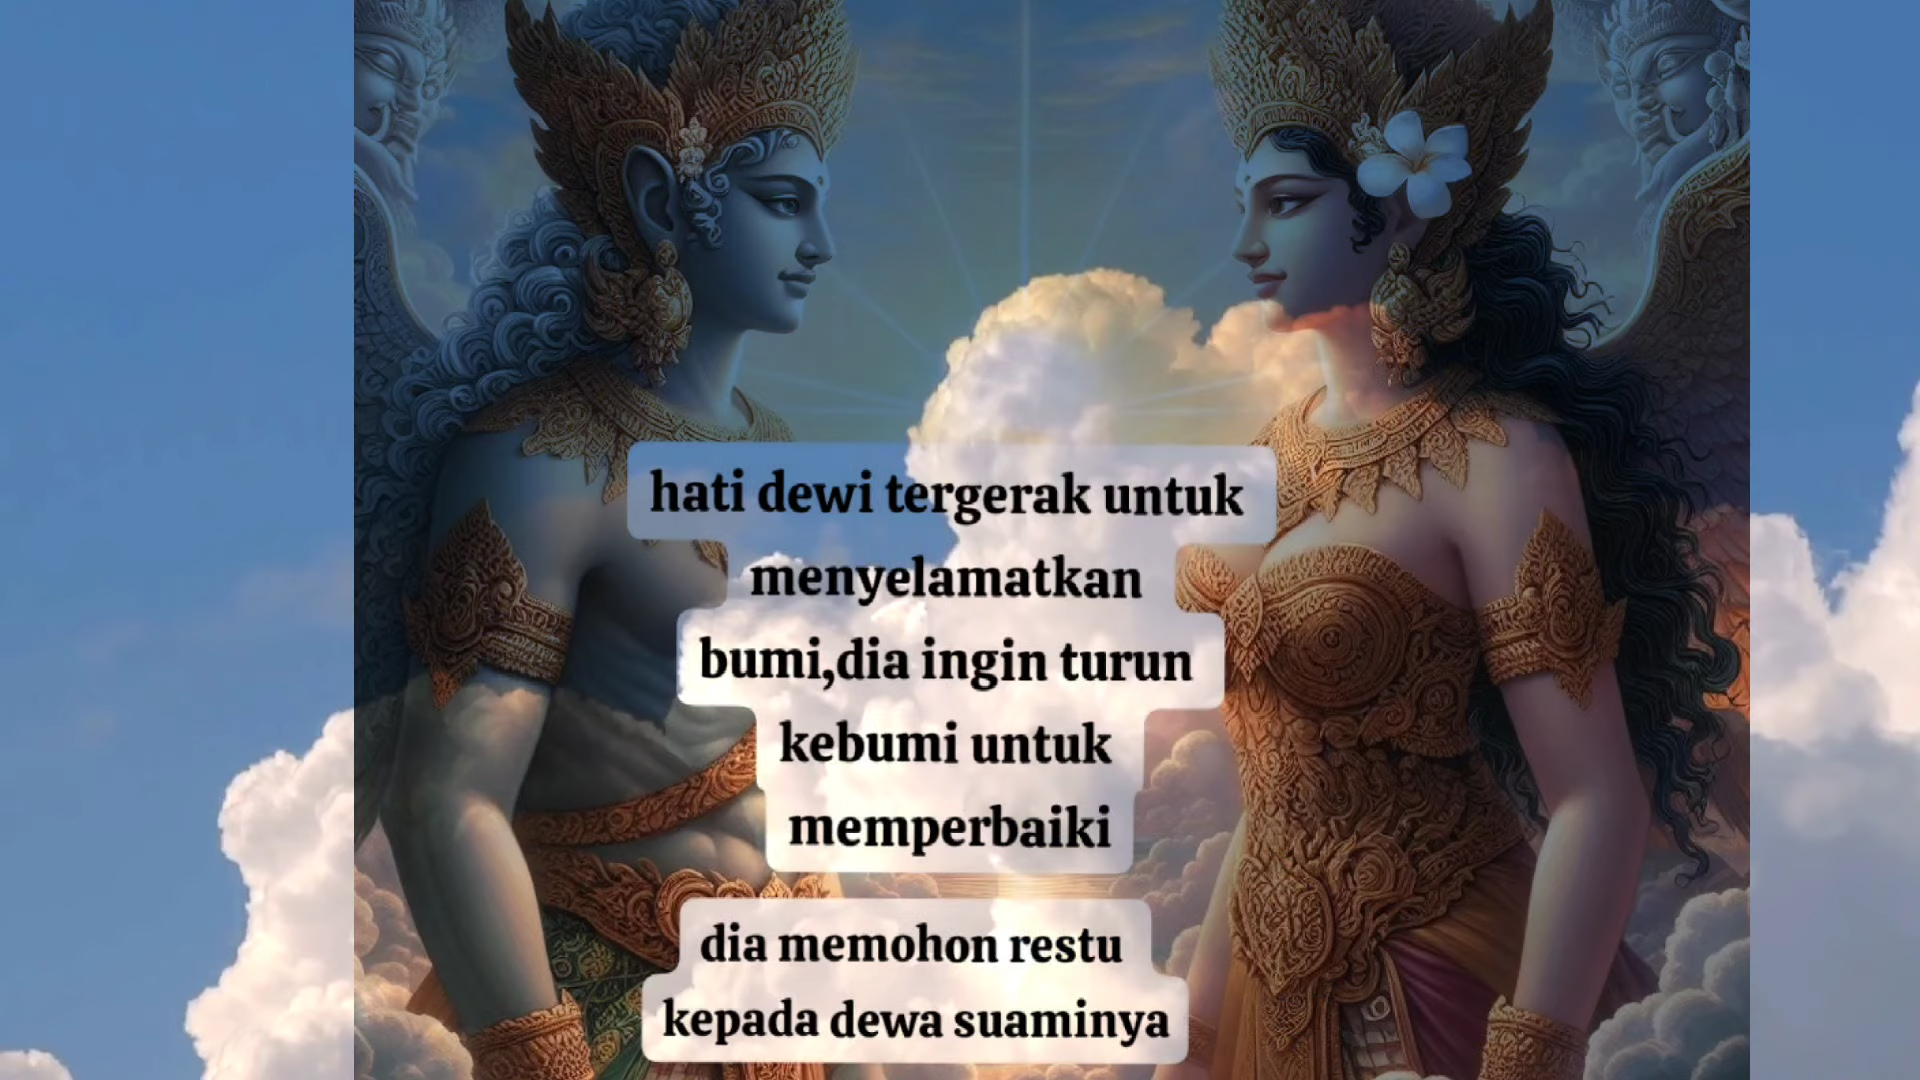 hati dewi tergerak untuk
menyelamatkan
bumi,dia ingin turun
kebumi untuk
memperbaiki
dia memohon restu
kepada dewa suaminya